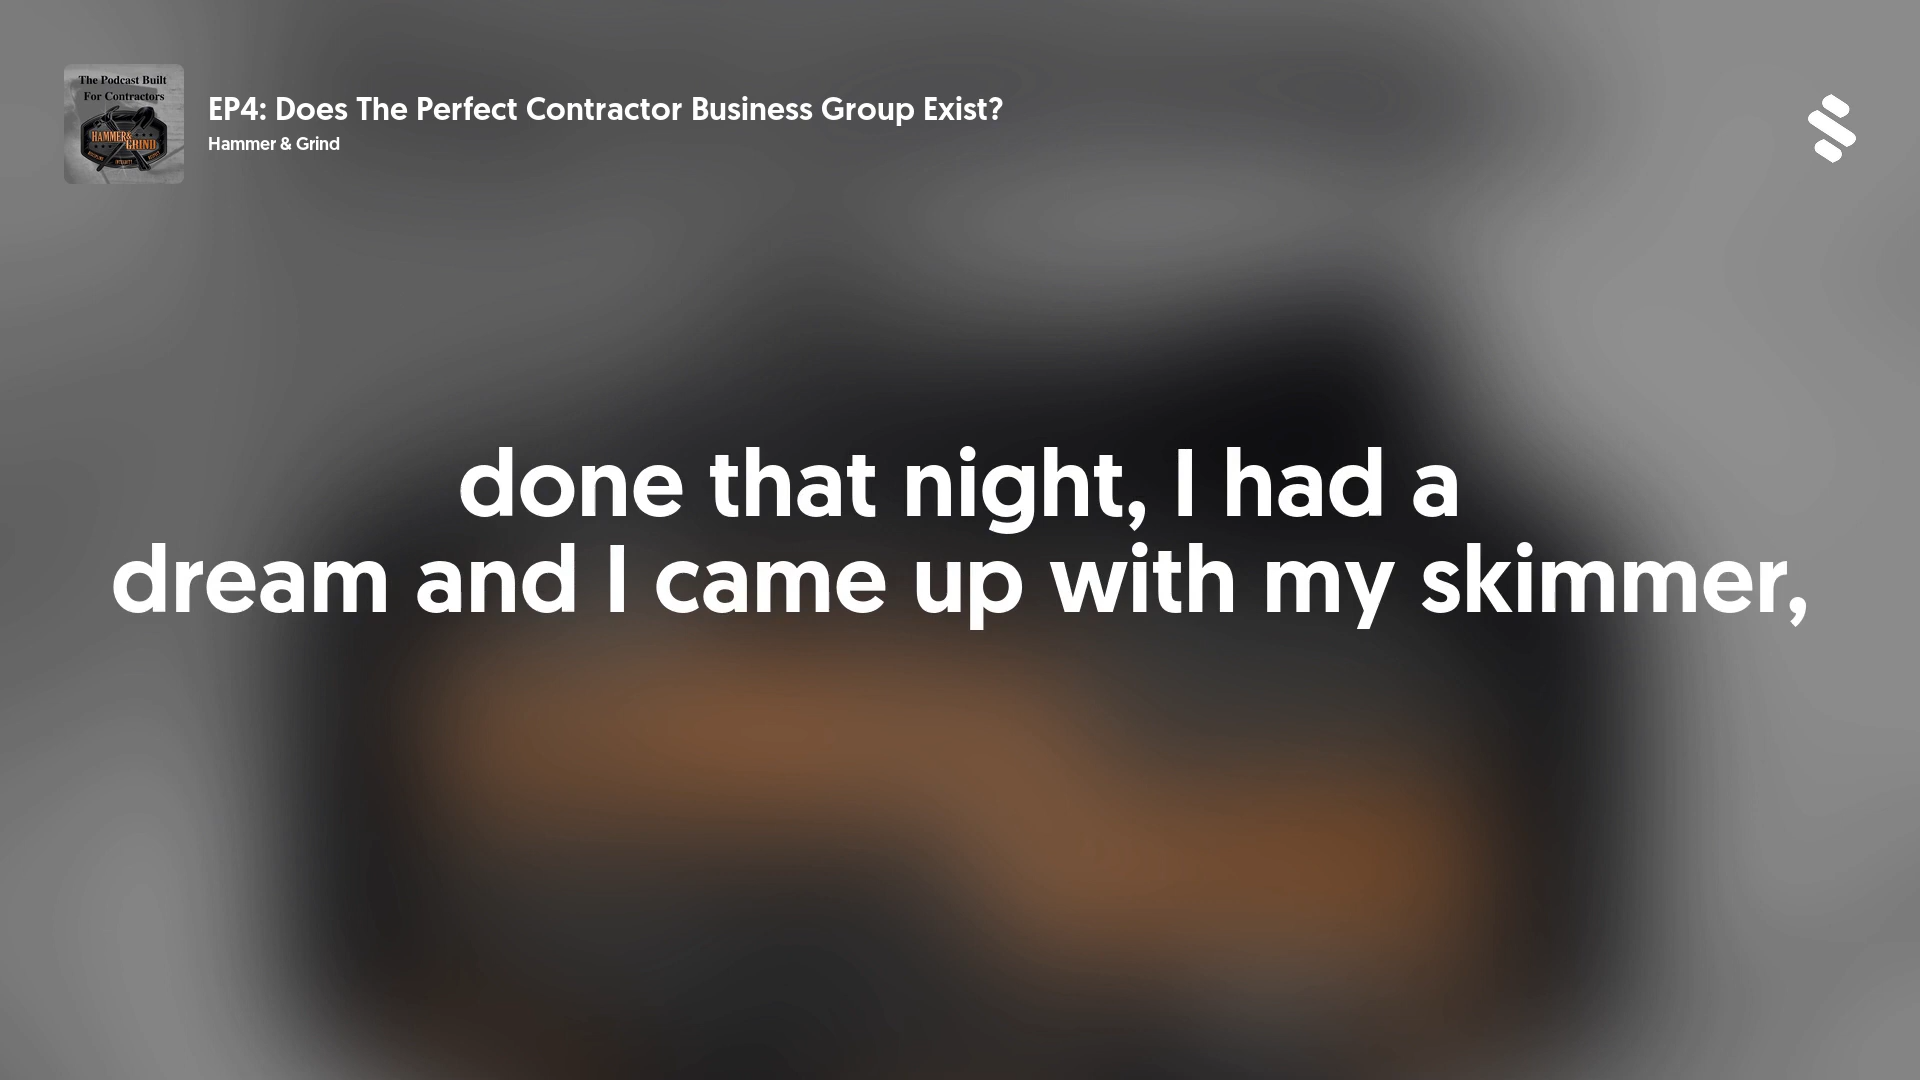 The Podcast Built
For Contractors
HAMMER&
GRIND
EP4: Does The Perfect Contractor Business Group Exist?
Hammer & Grind
done that night, I had a
dream and I came up with my skimmer,